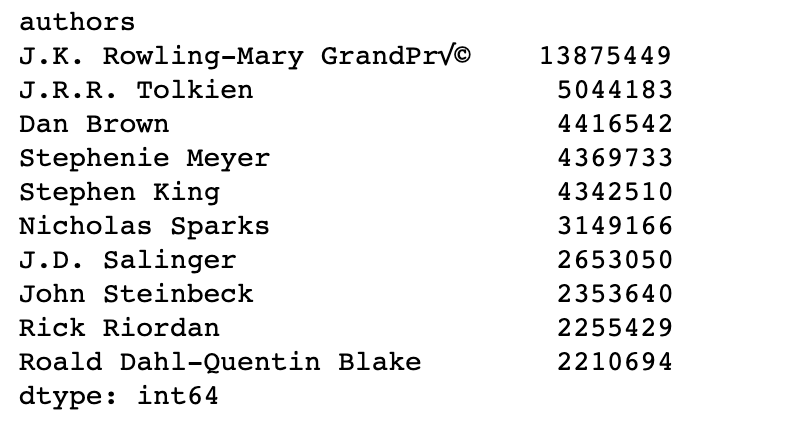 authors
J.K. Rowling-Mary GrandPr√© 13875449
J.R.R. Tolkien 5044183
Dan Brown 4416542
Stephenie Meyer 4369733
Stephen King 4342510
Nicholas Sparks 3149166
J.D. Salinger 2653050
John Steinbeck 2353640
Rick Riordan 2255429
Roald Dahl-Quentin Blake 2210694
dtype: int64